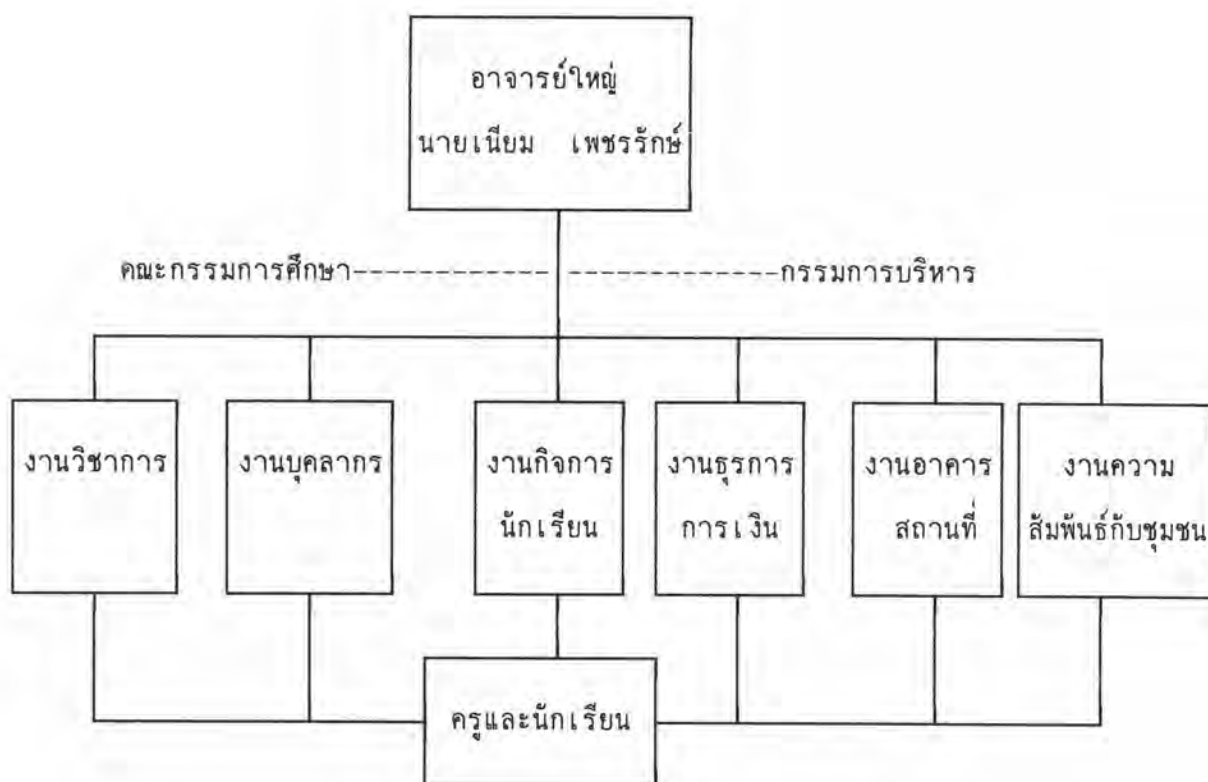 อาจารย์ใหญ่
นายเนียม เพชรรักษ์
คณะกรรมการศึกษา---------- -----------กรรมการบริหาร
งานวิชาการ
งานบุคลากร
งานกิจการ
นักเรียน
งานธุรการ
การเงิน
งานอาคาร
สถานที่
งานความ
สัมพันธ์กับชุมชน
ครูและนักเรียน